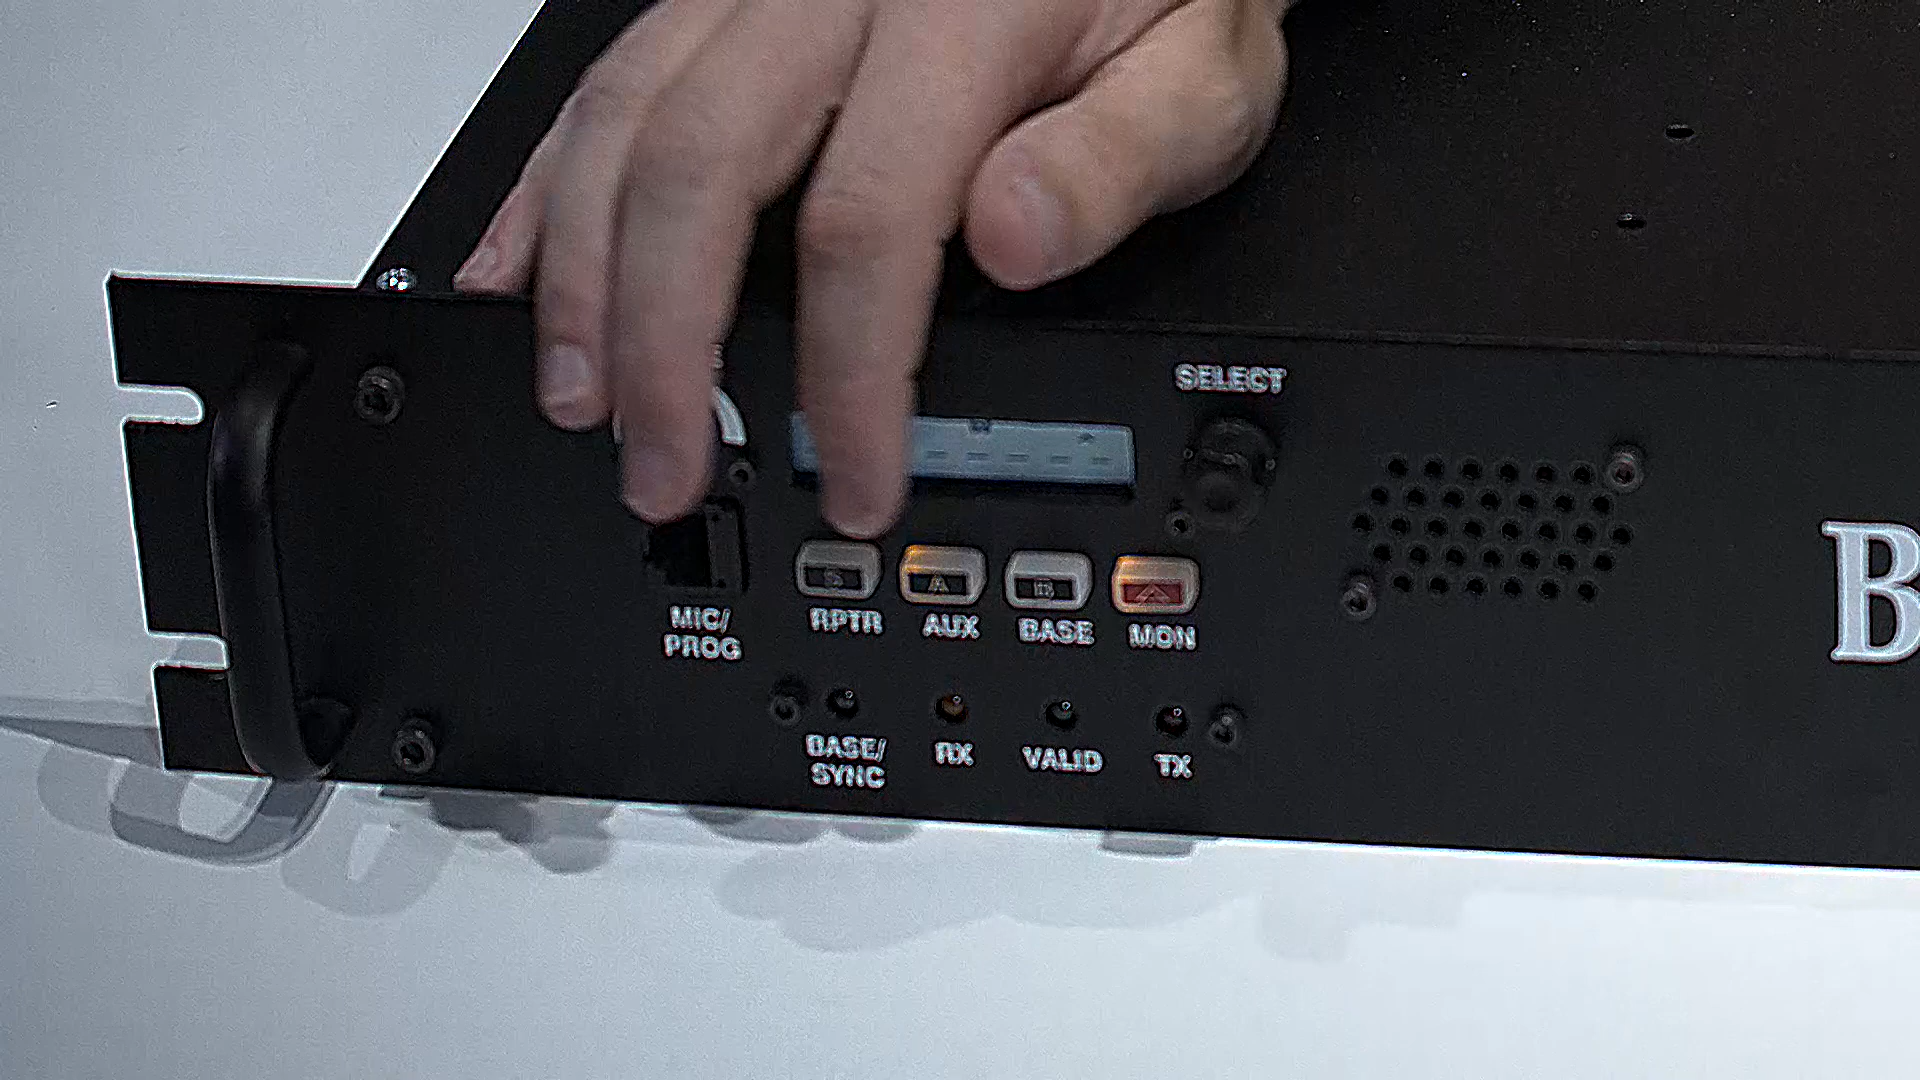 SELECT
B
S
A
B
MIC/
PROG
RPTR
AUX
BASE
MON
BASE/
SYNC
RX
VALID
TX